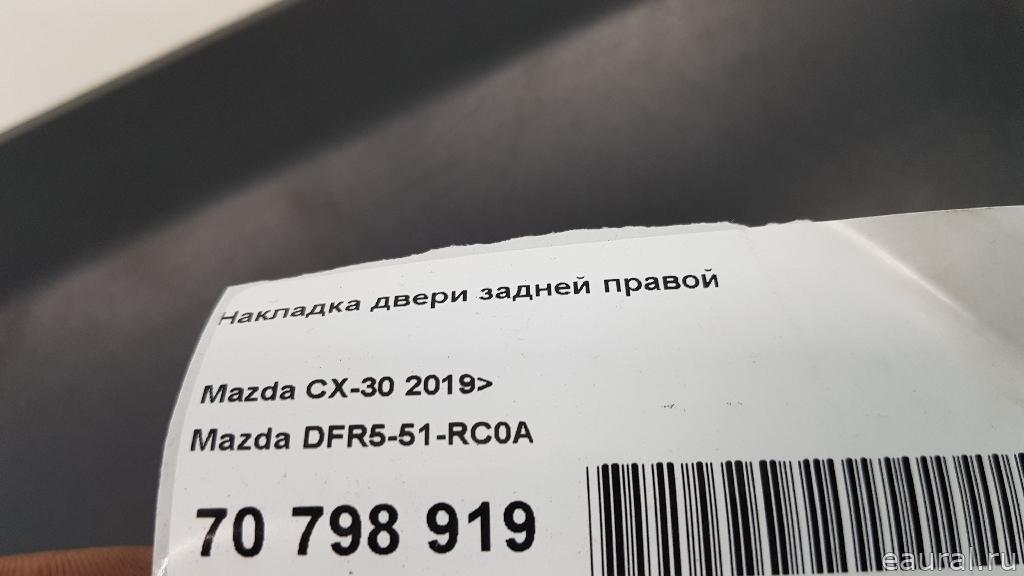 Накладка двери задней правой
Mazda CX-30 2019>
Mazda DFR5-51-RC0A
70 798 919
eaural.ru